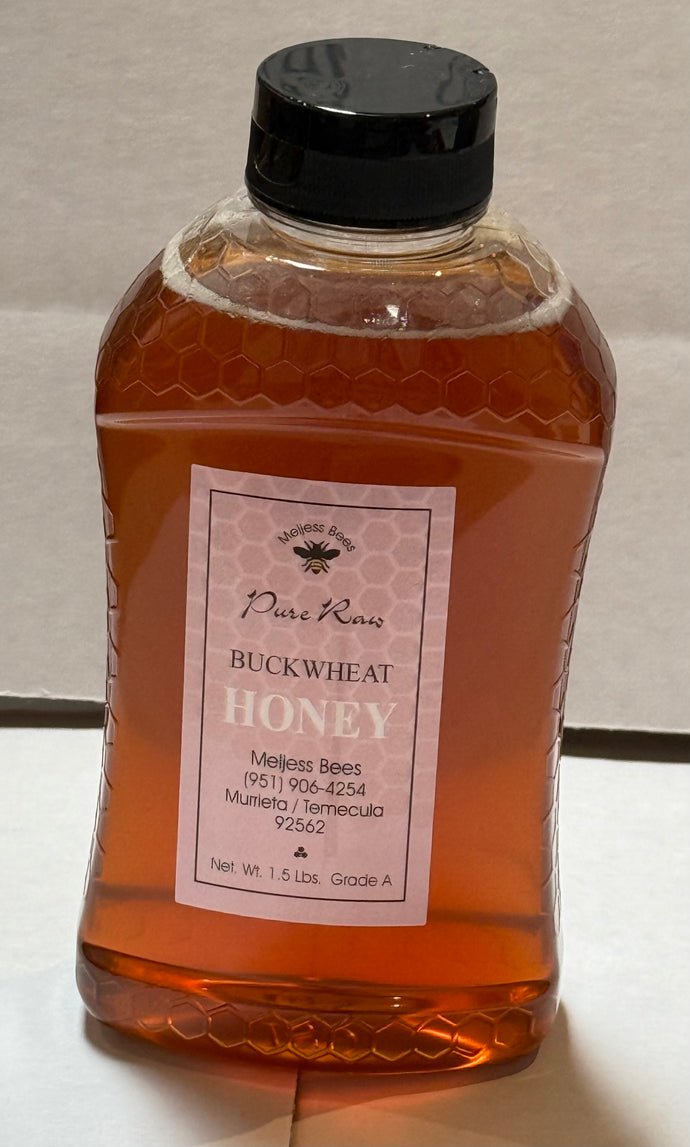 Meljess Bees
Pure Raw
BUCKWHEAT
HONEY
Meljess Bees
(951) 906-4254
Murrieta / Temecula
92562
Net. Wt. 1.5 Lbs. Grade A